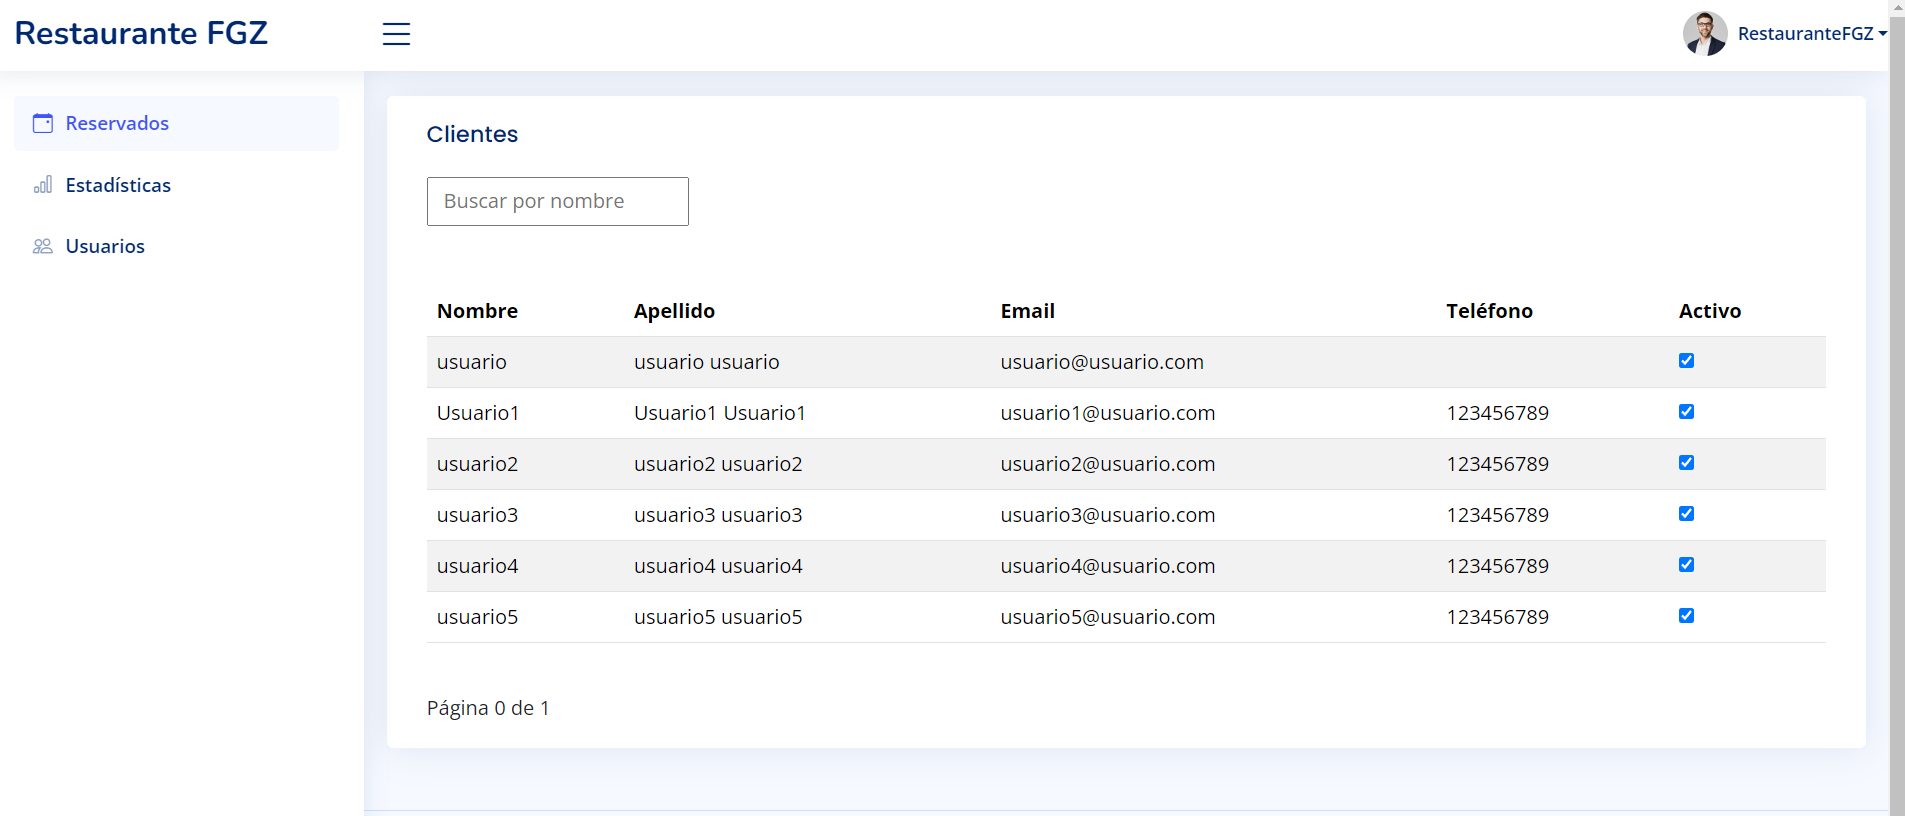 Restaurante FGZ
RestauranteFGZ
Reservados
Estadísticas
Usuarios
Clientes
Buscar por nombre
Nombre Apellido Email Teléfono Activo
usuario usuario usuario usuario@usuario.com
Usuario1 Usuario1 Usuario1 usuario1@usuario.com 123456789
usuario2 usuario2 usuario2 usuario2@usuario.com 123456789
usuario3 usuario3 usuario3 usuario3@usuario.com 123456789
usuario4 usuario4 usuario4 usuario4@usuario.com 123456789
usuario5 usuario5 usuario5 usuario5@usuario.com 123456789
Página 0 de 1